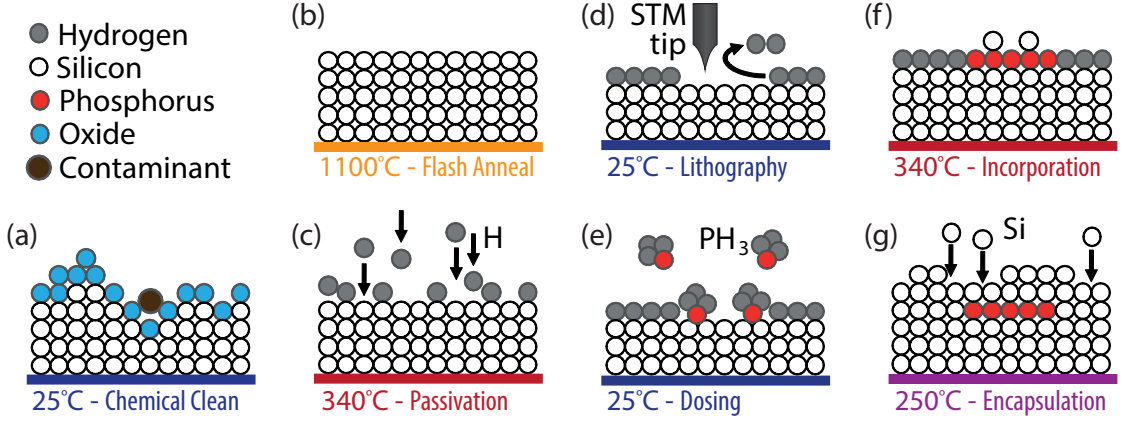 Hydrogen
Silicon
Phosphorus
Oxide
Contaminant
(a)
25°C - Chemical Clean
(b)
1100°C - Flash Anneal
(c)
H
340°C - Passivation
(d)
STM
tip
25°C - Lithography
(e)
PH₃
25°C - Dosing
(f)
340°C - Incorporation
(g)
Si
250°C - Encapsulation